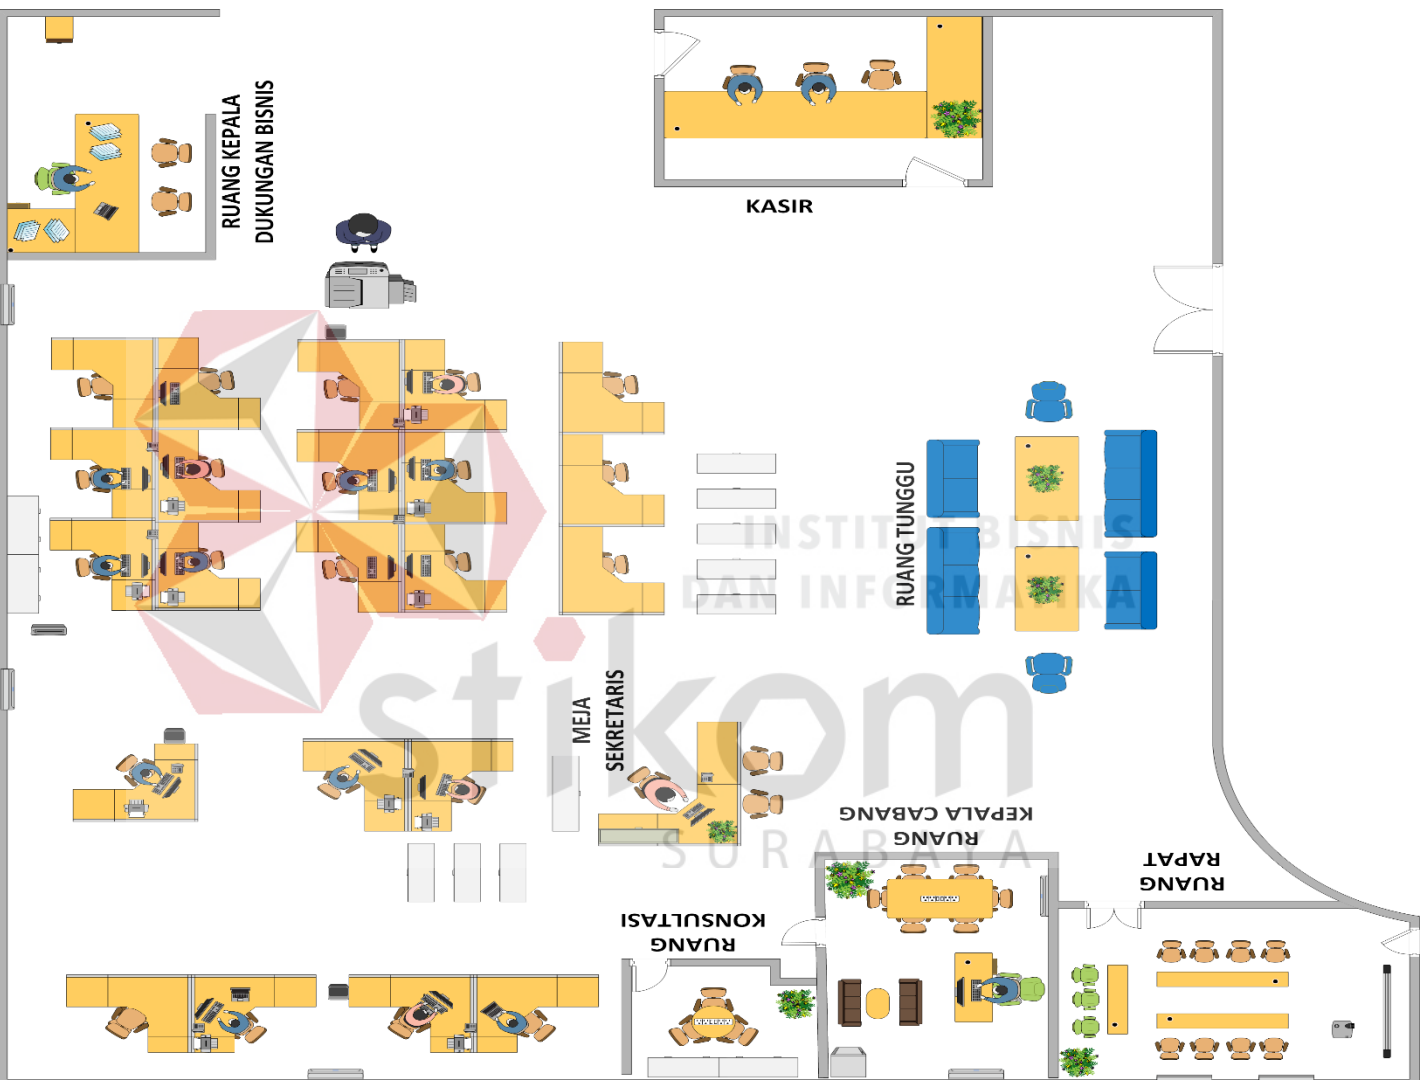 RUANG KEPALA
DUKUNGAN BISNIS
KASIR
RUANG TUNGGU
INSTITUT BISNIS
DAN INFORMATIKA
stikom
SURABAYA
MEJA
SEKRETARIS
RUANG
KEPALA CABANG
RUANG
RAPAT
RUANG
KONSULTASI